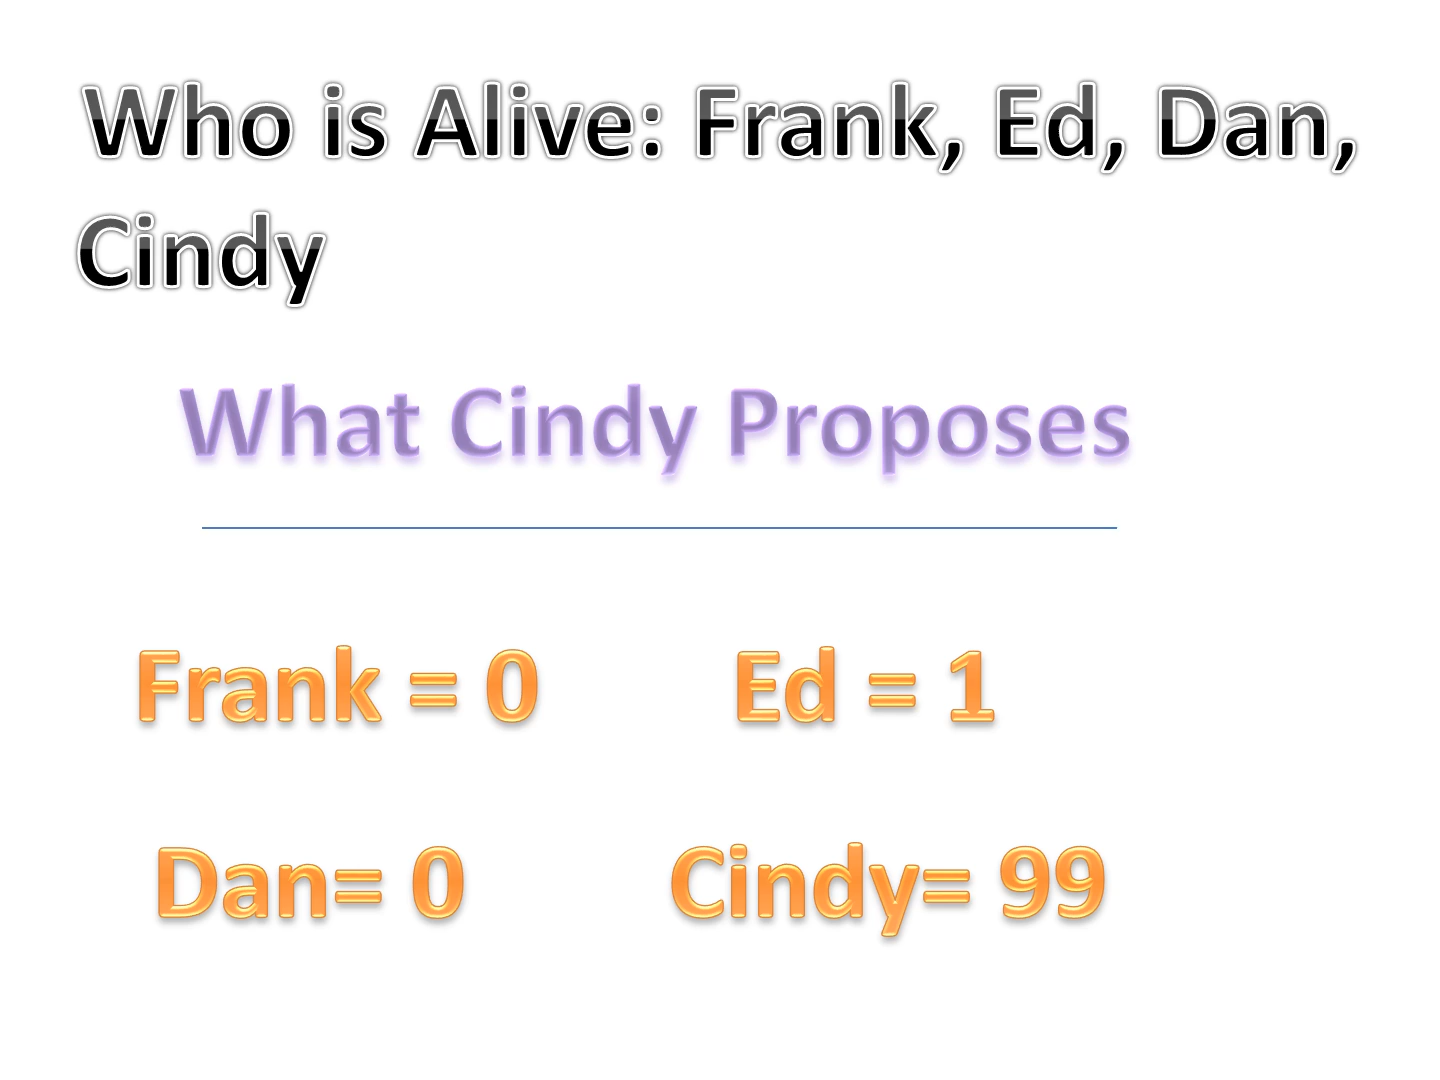 Who is Alive: Frank, Ed, Dan,
Cindy
What Cindy Proposes
Frank = 0 Ed = 1
Dan= 0 Cindy= 99